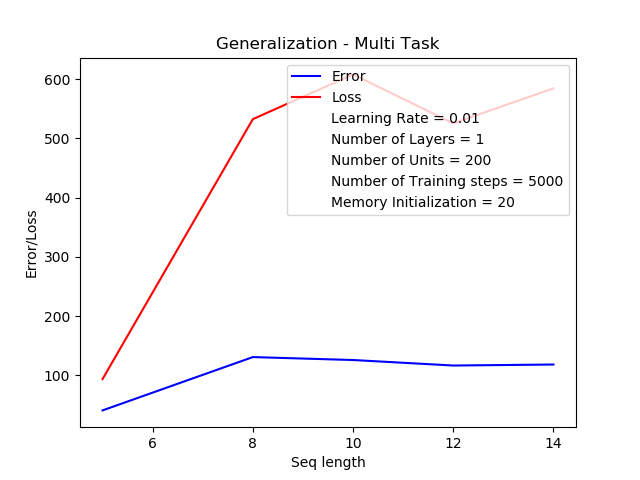 Generalization - Multi Task
Error
Loss
Learning Rate = 0.01
Number of Layers = 1
Number of Units = 200
Number of Training steps = 5000
Memory Initialization = 20
Error/Loss
600
500
400
300
200
100
6 8 10 12 14
Seq length